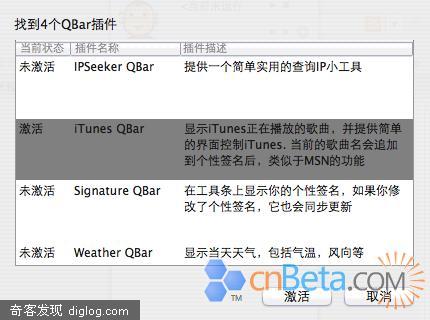 <当前未运行
找到4个QBar插件
当前状态 插件名称 插件描述
未激活 IPSeeker QBar 提供一个简单实用的查询IP小工具
激活 iTunes QBar 显示iTunes正在播放的歌曲，并提供简单
的界面控制iTunes. 当前的歌曲名会追加
到个性签名后，类似于MSN的功能
未激活 Signature QBar 在工具条上显示你的个性签名，如果你修
改了个性签名，它也会同步更新
未激活 Weather QBar 显示当天天气，包括气温，风向等
cnBeta.COM
TM
激活 取消
奇客发现 diglog.com